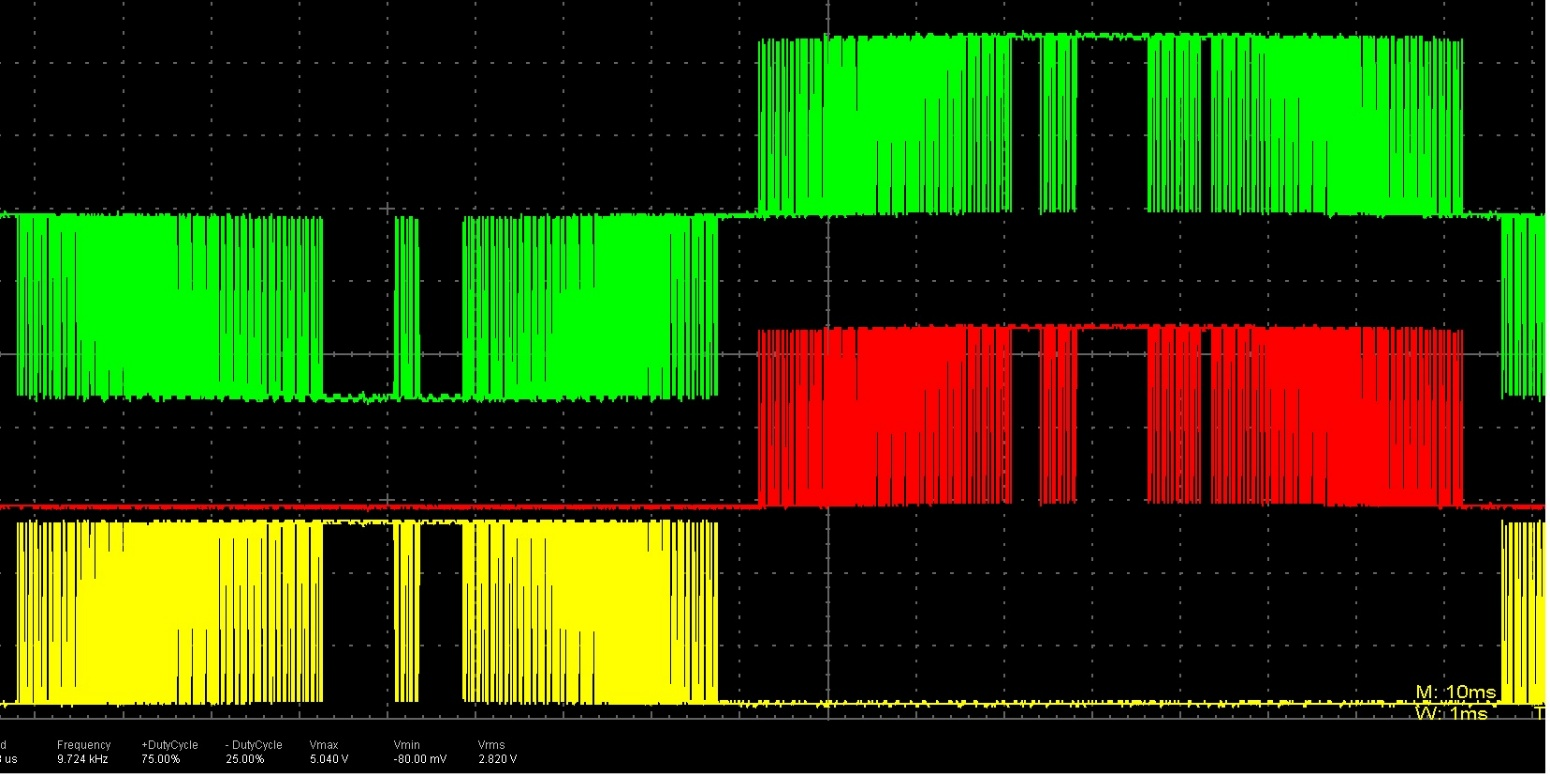 M: 10ms
W: 1ms T
d Frequency +DutyCycle - DutyCycle Vmax Vmin Vrms
us 9.724 kHz 75.00% 25.00% 5.040 V -80.00 mV 2.820 V